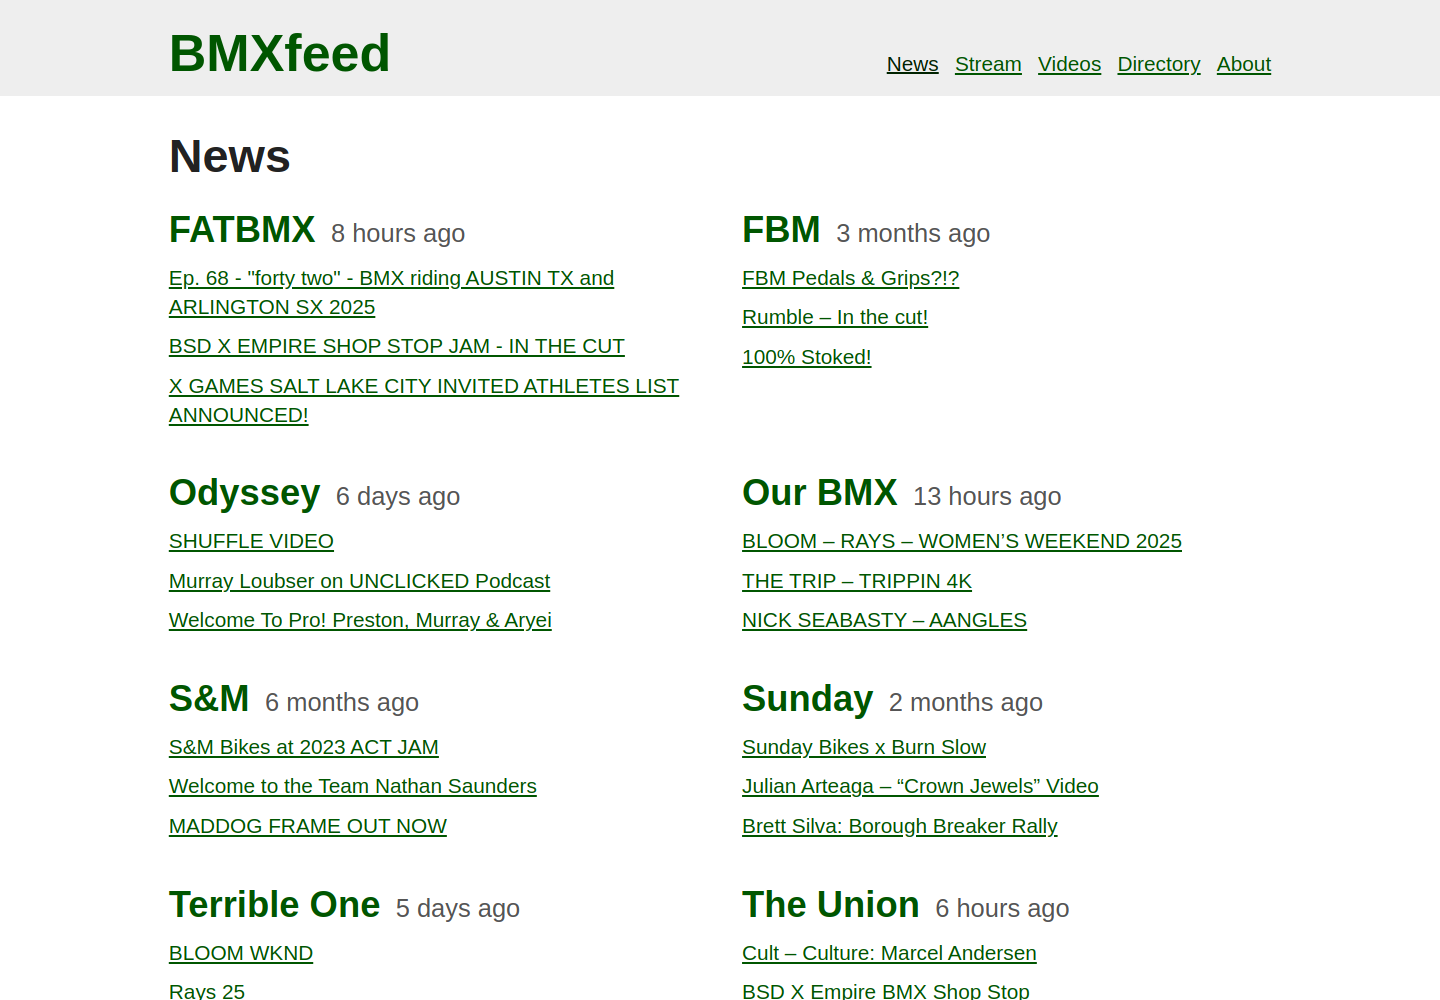 BMXfeed
News Stream Videos Directory About
News
FATBMX 8 hours ago
Ep. 68 - "forty two" - BMX riding AUSTIN TX and
ARLINGTON SX 2025
BSD X EMPIRE SHOP STOP JAM - IN THE CUT
X GAMES SALT LAKE CITY INVITED ATHLETES LIST
ANNOUNCED!
FBM 3 months ago
FBM Pedals & Grips?!?
Rumble – In the cut!
100% Stoked!
Odyssey 6 days ago
SHUFFLE VIDEO
Murray Loubser on UNCLICKED Podcast
Welcome To Pro! Preston, Murray & Aryei
Our BMX 13 hours ago
BLOOM – RAYS – WOMEN’S WEEKEND 2025
THE TRIP – TRIPPIN 4K
NICK SEABASTY – AANGLES
S&M 6 months ago
S&M Bikes at 2023 ACT JAM
Welcome to the Team Nathan Saunders
MADDOG FRAME OUT NOW
Sunday 2 months ago
Sunday Bikes x Burn Slow
Julian Arteaga – “Crown Jewels” Video
Brett Silva: Borough Breaker Rally
Terrible One 5 days ago
BLOOM WKND
Rays 25
The Union 6 hours ago
Cult – Culture: Marcel Andersen
BSD X Empire BMX Shop Stop